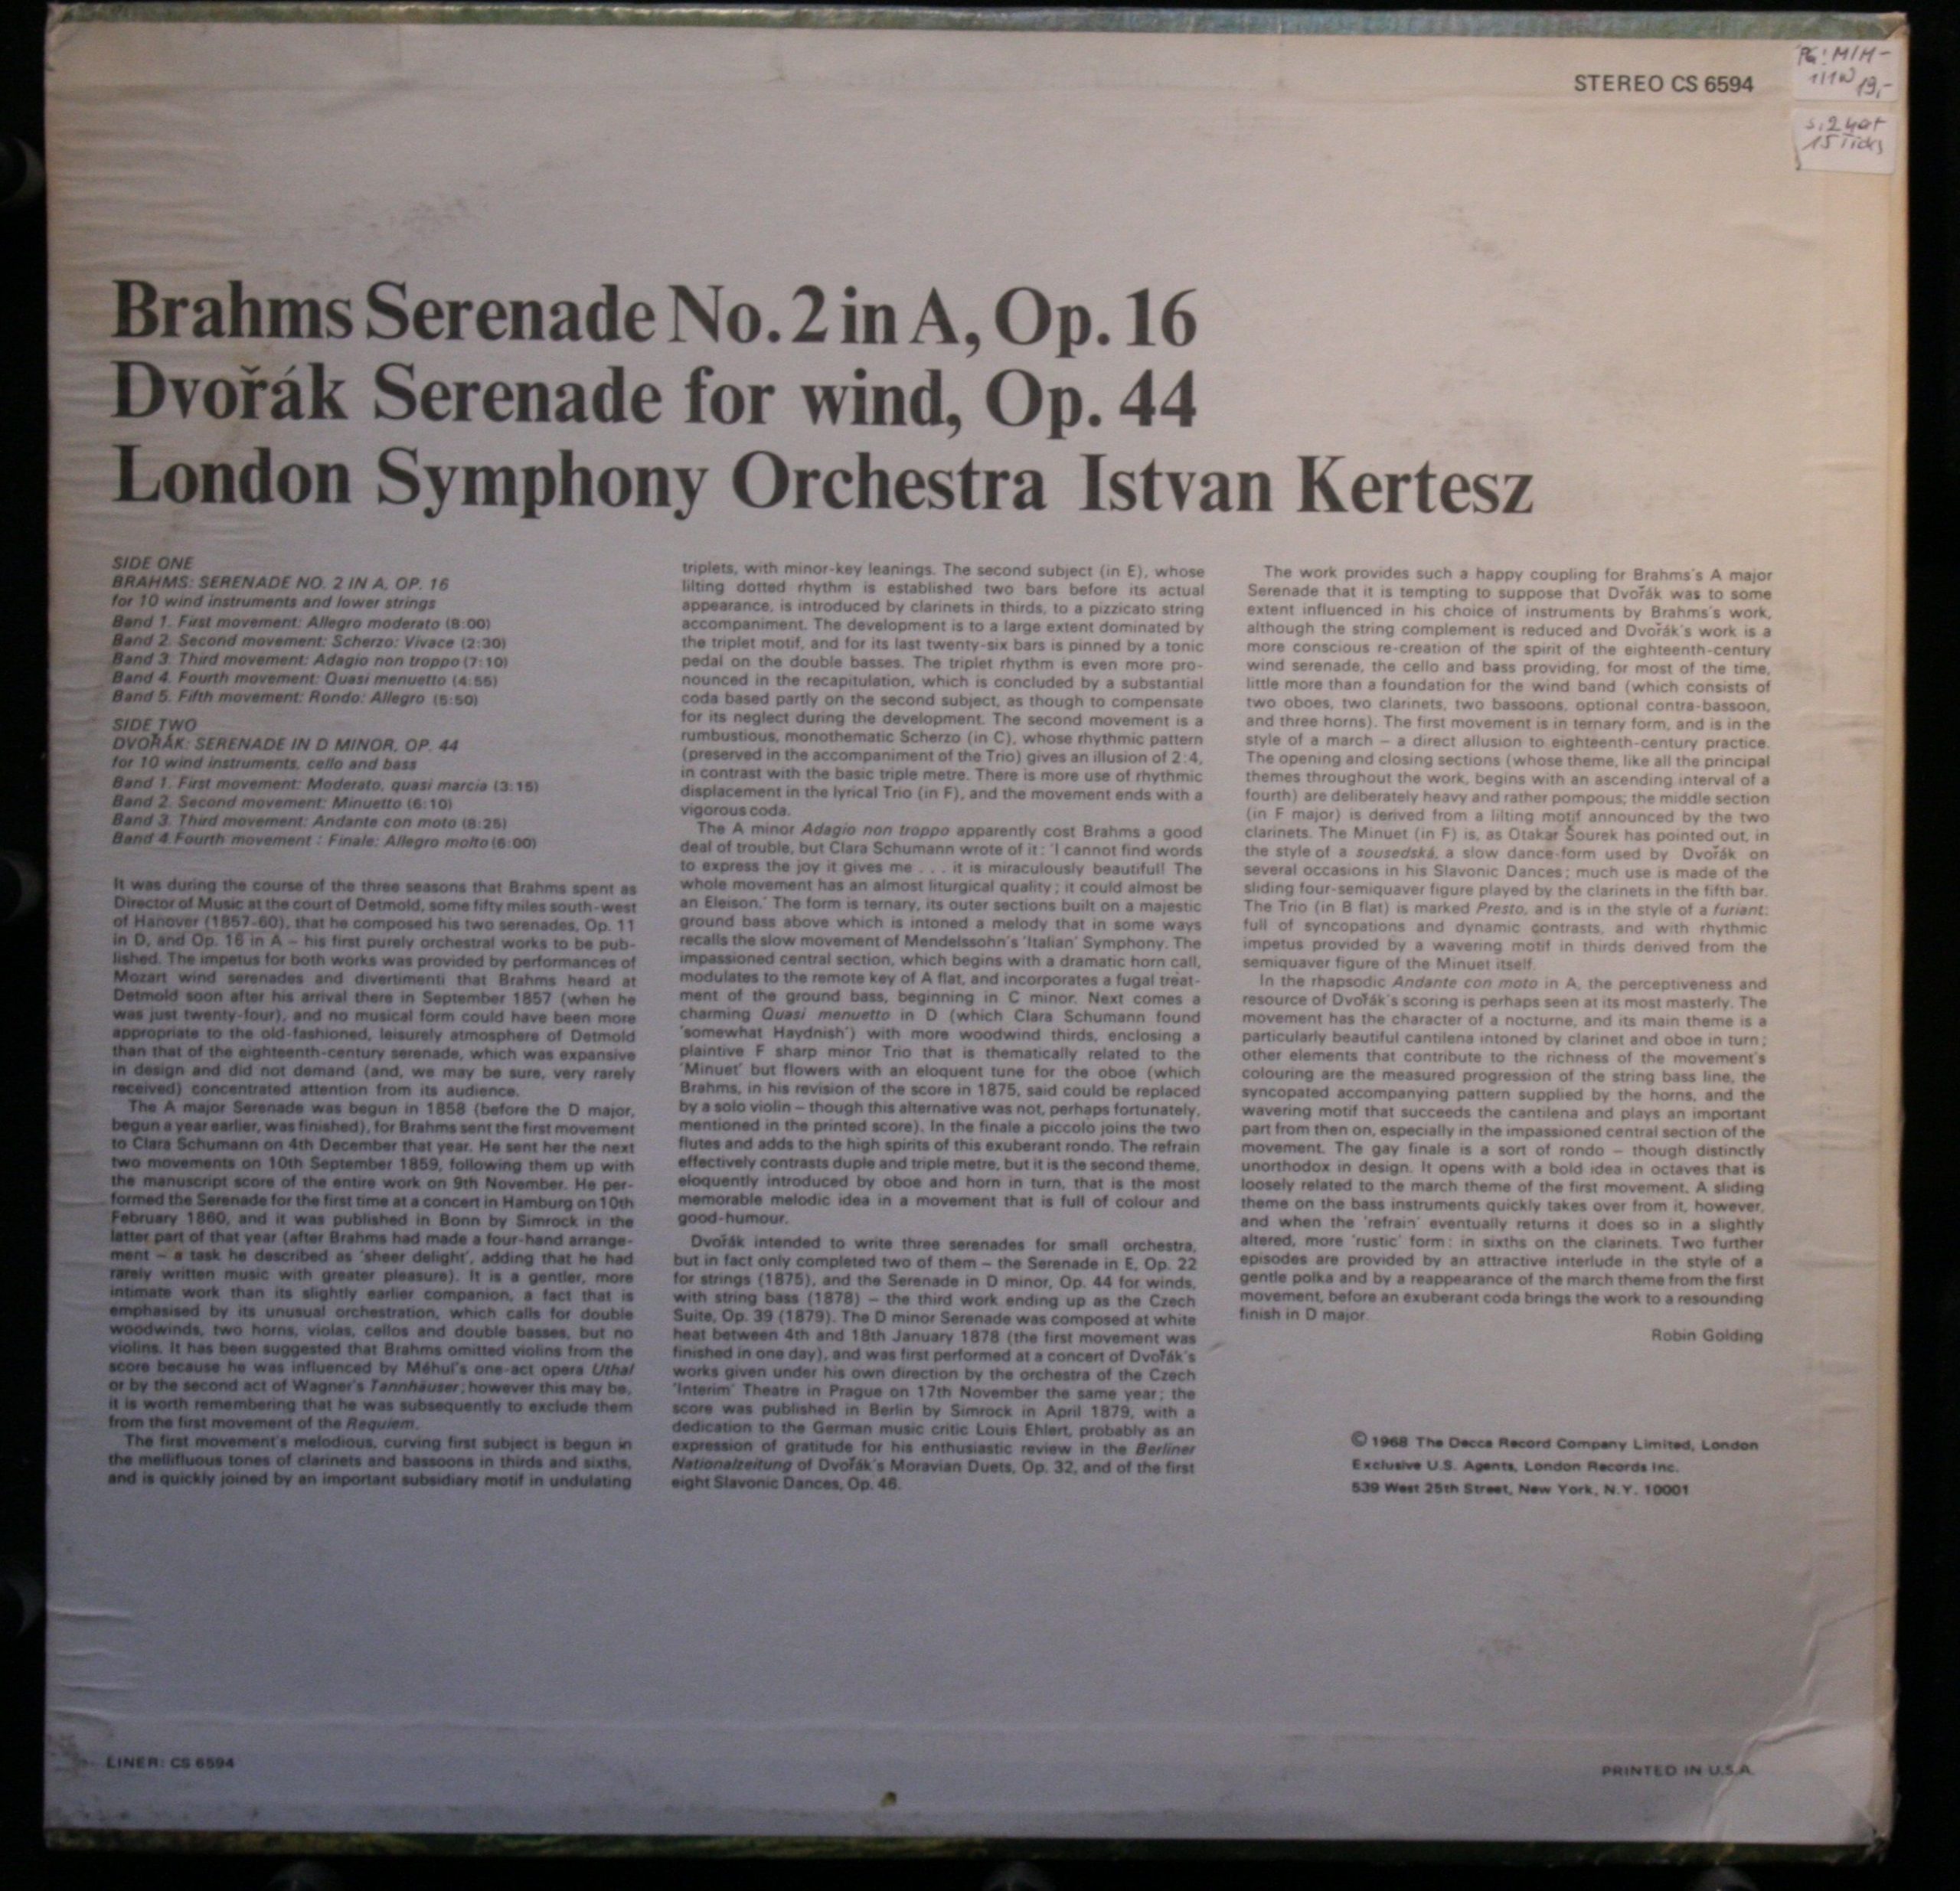 STEREO CS 6594
19,-
15 Ticks
Brahms Serenade No. 2 in A, Op. 16
Dvořák Serenade for wind, Op. 44
London Symphony Orchestra Istvan Kertesz
SIDE ONE
BRAHMS: SERENADE NO. 2 IN A, OP. 16
for 10 wind instruments and lower strings
Band 1. First movement: Allegro moderato (8:00)
Band 2. Second movement: Scherzo: Vivace (2:30)
Band 3. Third movement: Adagio non troppo (7:10)
Band 4. Fourth movement: Quasi menuetto (4:55)
Band 5. Fifth movement: Rondo: Allegro (5:50)
SIDE TWO
DVOŘÁK: SERENADE IN D MINOR, OP. 44
for 10 wind instruments, cello and bass
Band 1. First movement: Moderato, quasi marcia (3:15)
Band 2. Second movement: Minuetto (6:10)
Band 3. Third movement: Andante con moto (8:25)
Band 4. Fourth movement : Finale: Allegro molto (6:00)
It was during the course of the three seasons that Brahms spent as
Director of Music at the court of Detmold, some fifty miles south-west
of Hanover (1857-60), that he composed his two serenades, Op. 11
in D, and Op. 16 in A – his first purely orchestral works to be pub-
lished. The impetus for both works was provided by performances of
Mozart wind serenades and divertimenti that Brahms heard at
Detmold soon after his arrival there in September 1857 (when he
was just twenty-four), and no musical form could have been more
appropriate to the old-fashioned, leisurely atmosphere of Detmold
than that of the eighteenth-century serenade, which was expansive
in design and did not demand (and, we may be sure, very rarely
received) concentrated attention from its audience.
The A major Serenade was begun in 1858 (before the D major,
begun a year earlier, was finished), for Brahms sent the first movement
to Clara Schumann on 4th December that year. He sent her the next
two movements on 10th September 1859, following them up with
the manuscript score of the entire work on 9th November. He per-
formed the Serenade for the first time at a concert in Hamburg on 10th
February 1860, and it was published in Bonn by Simrock in the
latter part of that year (after Brahms had made a four-hand arrange-
ment – a task he described as 'sheer delight', adding that he had
rarely written music with greater pleasure). It is a gentler, more
intimate work than its slightly earlier companion, a fact that is
emphasised by its unusual orchestration, which calls for double
woodwinds, two horns, violas, cellos and double basses, but no
violins. It has been suggested that Brahms omitted violins from the
score because he was influenced by Méhul's one-act opera Uthal
or by the second act of Wagner's Tannhäuser; however this may be,
it is worth remembering that he was subsequently to exclude them
from the first movement of the Requiem.
The first movement's melodious, curving first subject is begun in
the mellifluous tones of clarinets and bassoons in thirds and sixths,
and is quickly joined by an important subsidiary motif in undulating
triplets, with minor-key leanings. The second subject (in E), whose
lilting dotted rhythm is established two bars before its actual
appearance, is introduced by clarinets in thirds, to a pizzicato string
accompaniment. The development is to a large extent dominated by
the triplet motif, and for its last twenty-six bars is pinned by a tonic
pedal on the double basses. The triplet rhythm is even more pro-
nounced in the recapitulation, which is concluded by a substantial
coda based partly on the second subject, as though to compensate
for its neglect during the development. The second movement is a
rumbustious, monothematic Scherzo (in C), whose rhythmic pattern
(preserved in the accompaniment of the Trio) gives an illusion of 2:4,
in contrast with the basic triple metre. There is more use of rhythmic
displacement in the lyrical Trio (in F), and the movement ends with a
vigorous coda.
The A minor Adagio non troppo apparently cost Brahms a good
deal of trouble, but Clara Schumann wrote of it: 'I cannot find words
to express the joy it gives me . . . it is miraculously beautiful! The
whole movement has an almost liturgical quality; it could almost be
an Eleison.' The form is ternary, its outer sections built on a majestic
ground bass above which is intoned a melody that in some ways
recalls the slow movement of Mendelssohn's 'Italian' Symphony. The
impassioned central section, which begins with a dramatic horn call,
modulates to the remote key of A flat, and incorporates a fugal treat-
ment of the ground bass, beginning in C minor. Next comes a
charming Quasi menuetto in D (which Clara Schumann found
'somewhat Haydnish') with more woodwind thirds, enclosing a
plaintive F sharp minor Trio that is thematically related to the
'Minuet' but flowers with an eloquent tune for the oboe (which
Brahms, in his revision of the score in 1875, said could be replaced
by a solo violin – though this alternative was not, perhaps fortunately,
mentioned in the printed score). In the finale a piccolo joins the two
flutes and adds to the high spirits of this exuberant rondo. The refrain
effectively contrasts duple and triple metre, but it is the second theme,
eloquently introduced by oboe and horn in turn, that is the most
memorable melodic idea in a movement that is full of colour and
good-humour.
Dvořák intended to write three serenades for small orchestra,
but in fact only completed two of them – the Serenade in E, Op. 22
for strings (1875), and the Serenade in D minor, Op. 44 for winds,
with string bass (1878) – the third work ending up as the Czech
Suite, Op. 39 (1879). The D minor Serenade was composed at white
heat between 4th and 18th January 1878 (the first movement was
finished in one day), and was first performed at a concert of Dvořák's
works given under his own direction by the orchestra of the Czech
'Interim' Theatre in Prague on 17th November the same year; the
score was published in Berlin by Simrock in April 1879, with a
dedication to the German music critic Louis Ehlert, probably as an
expression of gratitude for his enthusiastic review in the Berliner
Nationalzeitung of Dvořák's Moravian Duets, Op. 32, and of the first
eight Slavonic Dances, Op. 46.
The work provides such a happy coupling for Brahms's A major
Serenade that it is tempting to suppose that Dvořák was to some
extent influenced in his choice of instruments by Brahms's work,
although the string complement is reduced and Dvořák's work is a
more conscious re-creation of the spirit of the eighteenth-century
wind serenade, the cello and bass providing, for most of the time,
little more than a foundation for the wind band (which consists of
two oboes, two clarinets, two bassoons, optional contra-bassoon,
and three horns). The first movement is in ternary form, and is in the
style of a march – a direct allusion to eighteenth-century practice.
The opening and closing sections (whose theme, like all the principal
themes throughout the work, begins with an ascending interval of a
fourth) are deliberately heavy and rather pompous; the middle section
(in F major) is derived from a lilting motif announced by the two
clarinets. The Minuet (in F) is, as Otakar Šourek has pointed out, in
the style of a sousedská, a slow dance-form used by Dvořák on
several occasions in his Slavonic Dances; much use is made of the
sliding four-semiquaver figure played by the clarinets in the fifth bar.
The Trio (in B flat) is marked Presto, and is in the style of a furiant:
full of syncopations and dynamic contrasts, and with rhythmic
impetus provided by a wavering motif in thirds derived from the
semiquaver figure of the Minuet itself.
In the rhapsodic Andante con moto in A, the perceptiveness and
resource of Dvořák's scoring is perhaps seen at its most masterly. The
movement has the character of a nocturne, and its main theme is a
particularly beautiful cantilena intoned by clarinet and oboe in turn;
other elements that contribute to the richness of the movement's
colouring are the measured progression of the string bass line, the
syncopated accompanying pattern supplied by the horns, and the
wavering motif that succeeds the cantilena and plays an important
part from then on, especially in the impassioned central section of the
movement. The gay finale is a sort of rondo – though distinctly
unorthodox in design. It opens with a bold idea in octaves that is
loosely related to the march theme of the first movement. A sliding
theme on the bass instruments quickly takes over from it, however,
and when the 'refrain' eventually returns it does so in a slightly
altered, more 'rustic' form: in sixths on the clarinets. Two further
episodes are provided by an attractive interlude in the style of a
gentle polka and by a reappearance of the march theme from the first
movement, before an exuberant coda brings the work to a resounding
finish in D major.
Robin Golding
© 1968 The Decca Record Company Limited, London
Exclusive U.S. Agents, London Records Inc.
539 West 25th Street, New York, N.Y. 10001
LINER: CS 6594
PRINTED IN U.S.A.